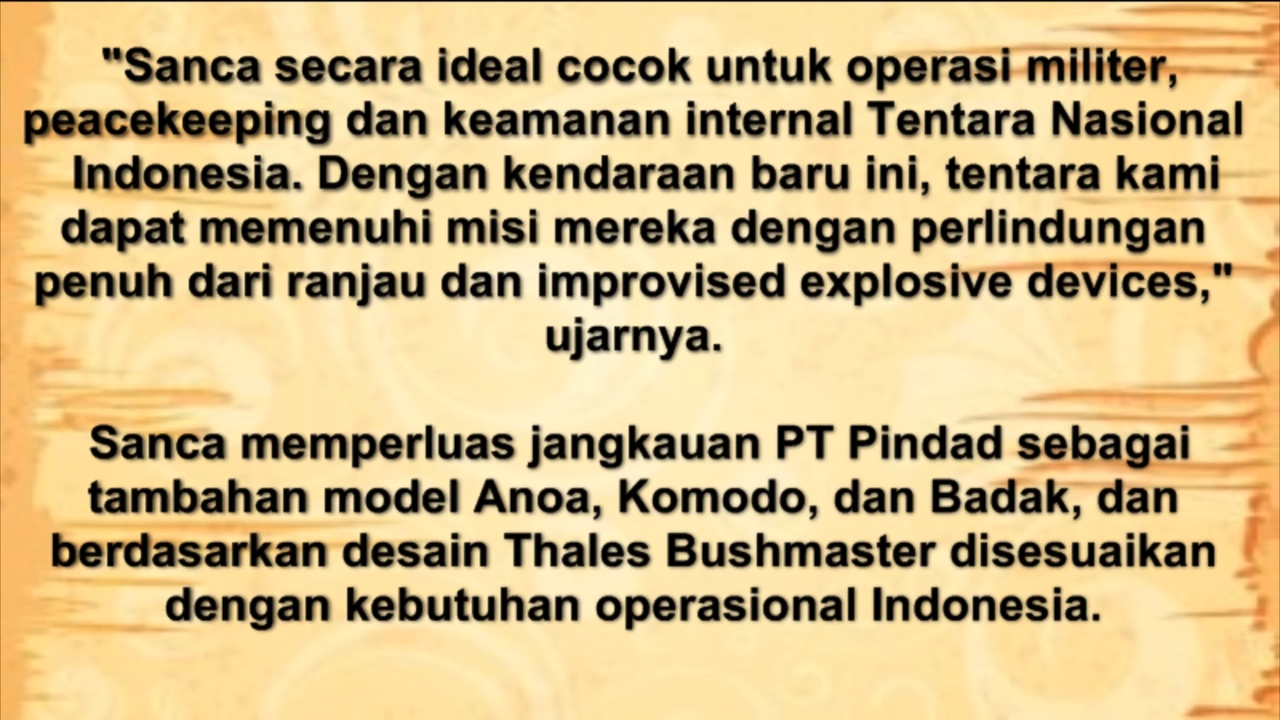 "Sanca secara ideal cocok untuk operasi militer,
peacekeeping dan keamanan internal Tentara Nasional
Indonesia. Dengan kendaraan baru ini, tentara kami
dapat memenuhi misi mereka dengan perlindungan
penuh dari ranjau dan improvised explosive devices,"
ujarnya.
Sanca memperluas jangkauan PT Pindad sebagai
tambahan model Anoa, Komodo, dan Badak, dan
berdasarkan desain Thales Bushmaster disesuaikan
dengan kebutuhan operasional Indonesia.